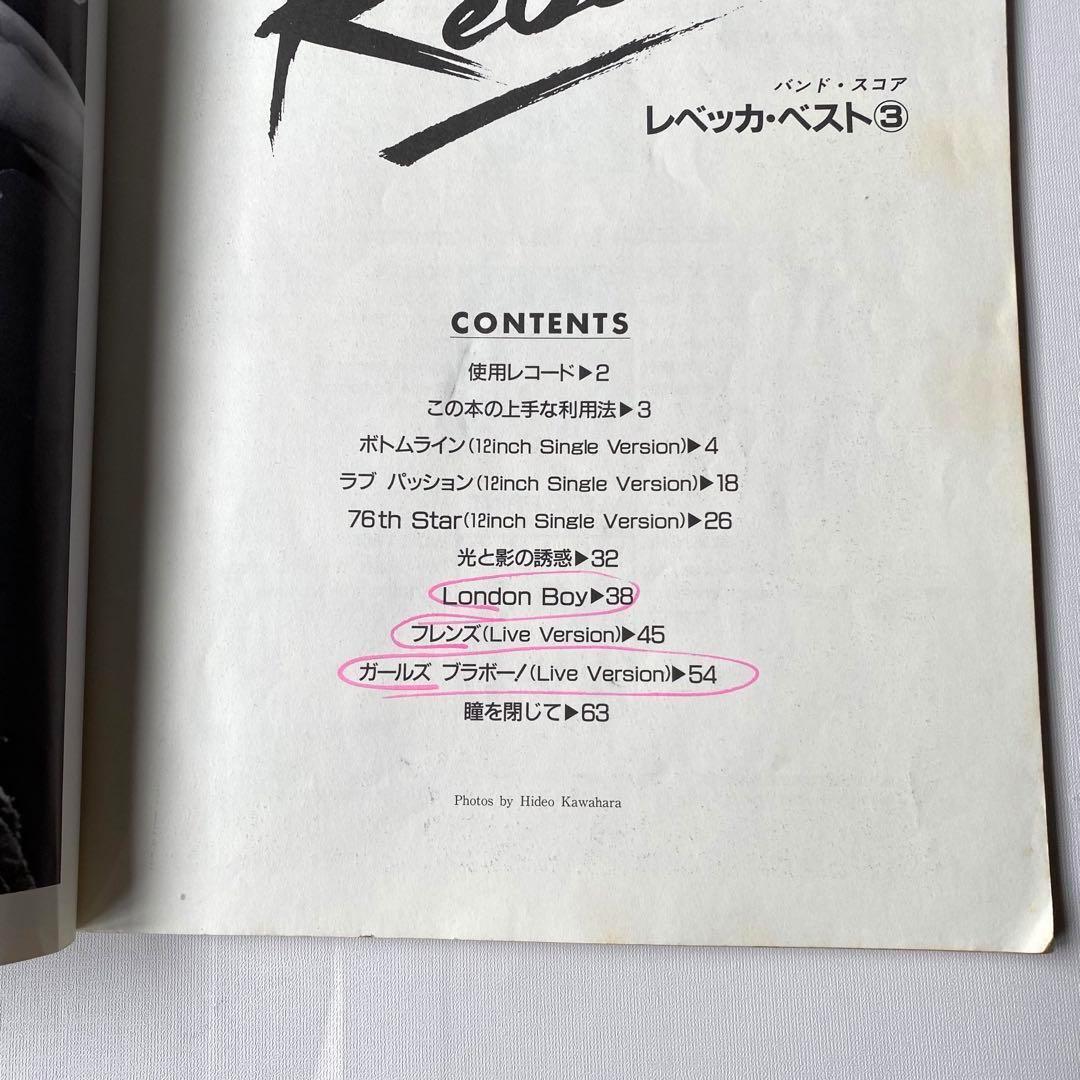 バンド・スコア
レベッカ・ベスト③
CONTENTS
使用レコード▶2
この本の上手な利用法▶3
ボトムライン(12inch Single Version)▶4
ラブ パッション(12inch Single Version)▶18
76th Star(12inch Single Version)▶26
光と影の誘惑▶32
London Boy▶38
フレンズ(Live Version)▶45
ガールズ ブラボー!(Live Version)▶54
瞳を閉じて▶63
Photos by Hideo Kawahara